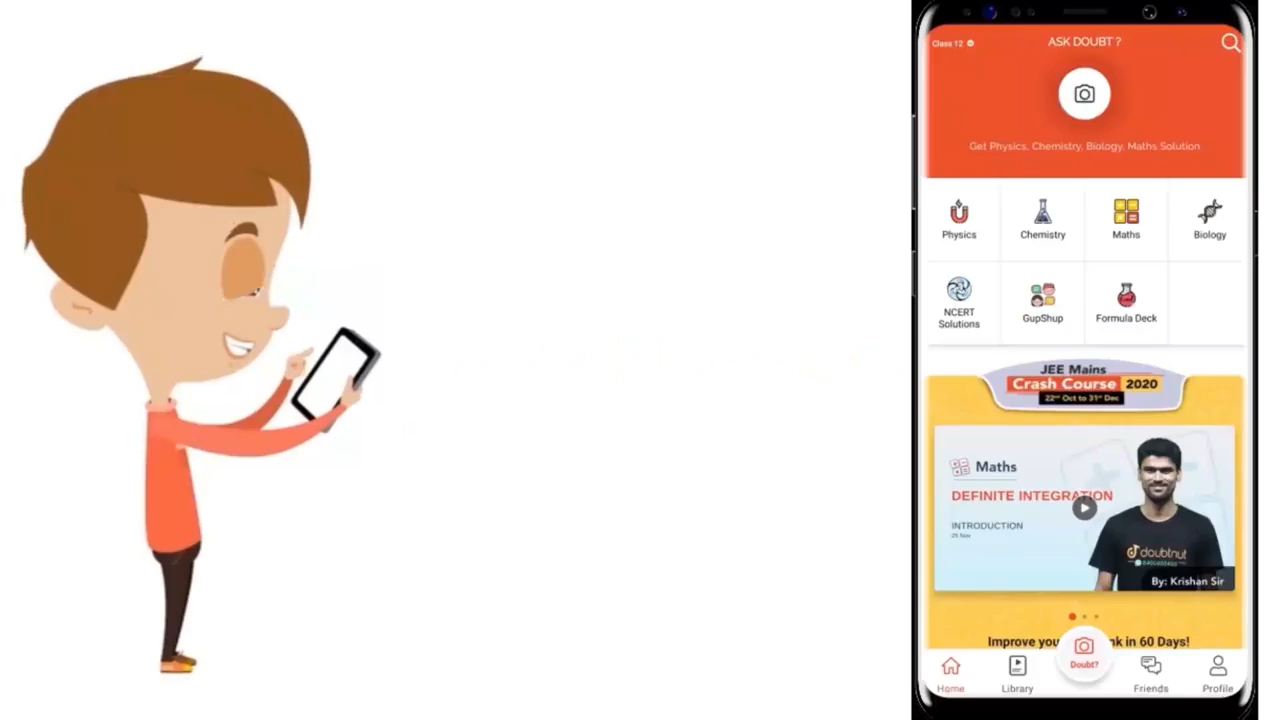 Class 12
ASK DOUBT ?
Get Physics, Chemistry, Biology, Maths Solution
Physics
Chemistry
Maths
Biology
NCERT
Solutions
GupShup
Formula Deck
JEE Mains
Crash Course 2020
22nd Oct to 31st Dec
Maths
DEFINITE INTEGRATION
INTRODUCTION
doubtnut
By: Krishan Sir
Improve you nk in 60 Days!
Doubt?
Home
Library
Friends
Profile